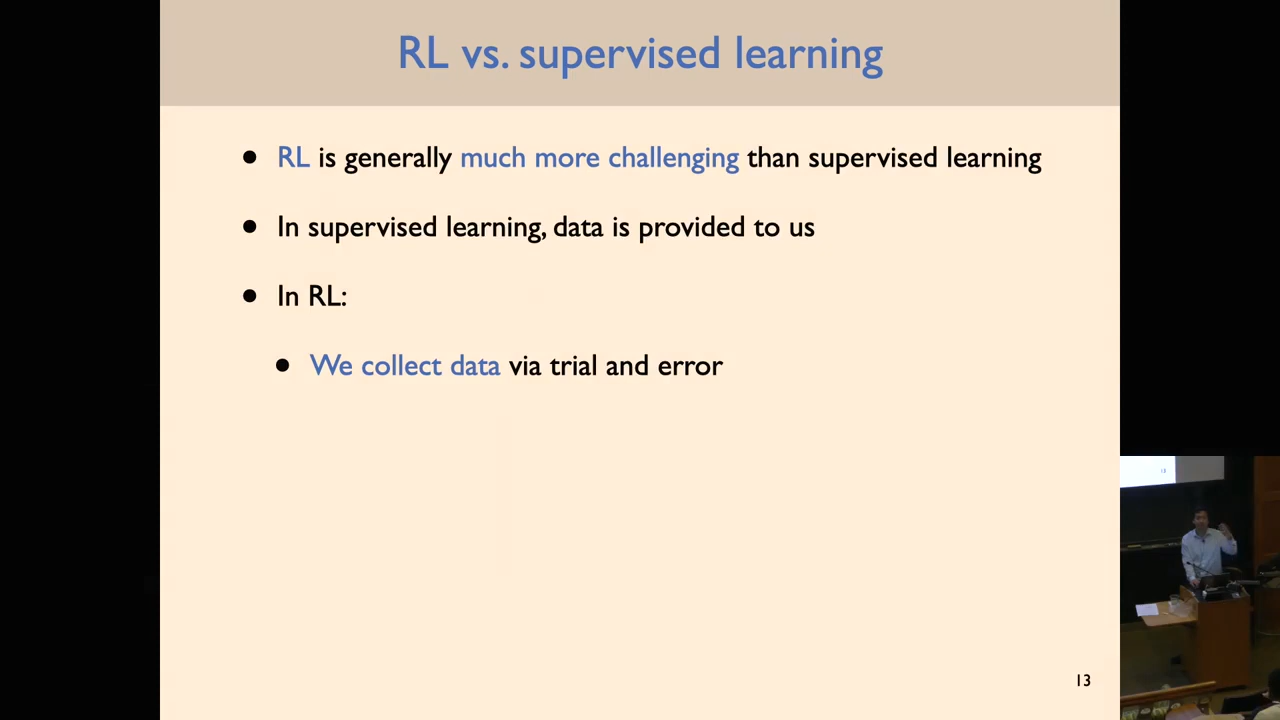 RL vs. supervised learning
RL is generally much more challenging than supervised learning
In supervised learning, data is provided to us
In RL:
We collect data via trial and error
13